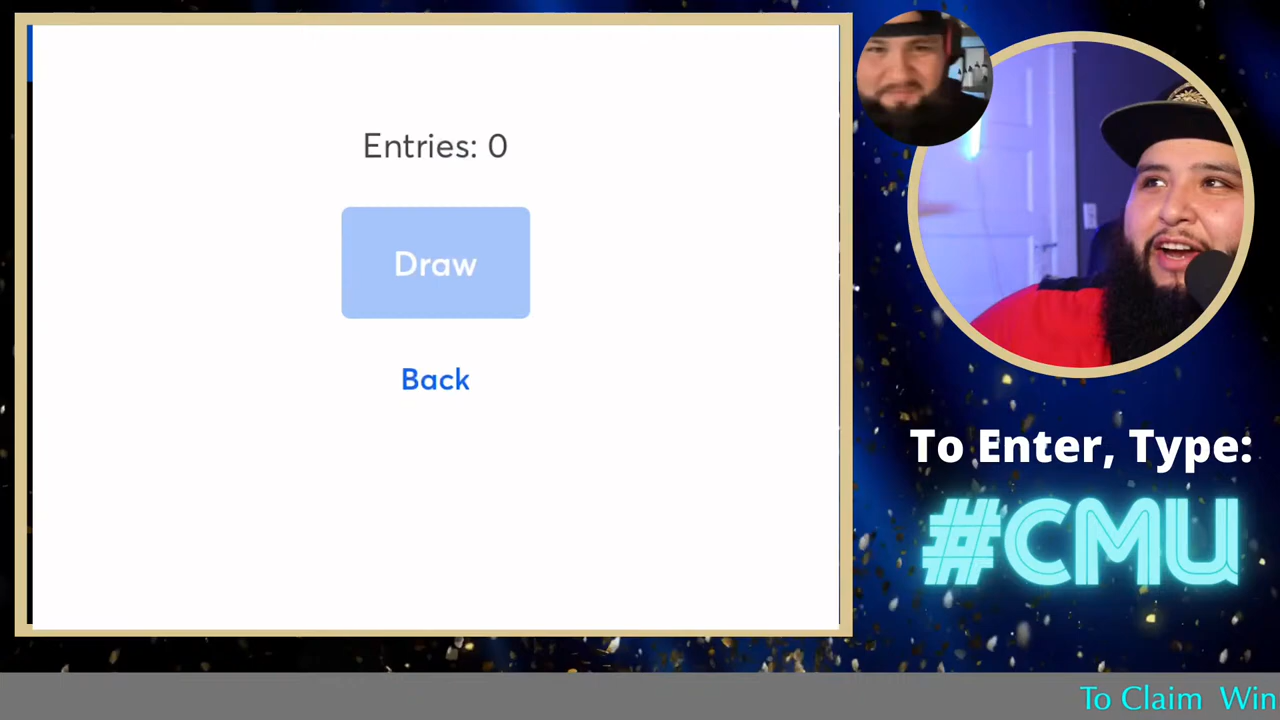 Entries: 0
Draw
Back
To Enter, Type:
#CMU
To Claim Win